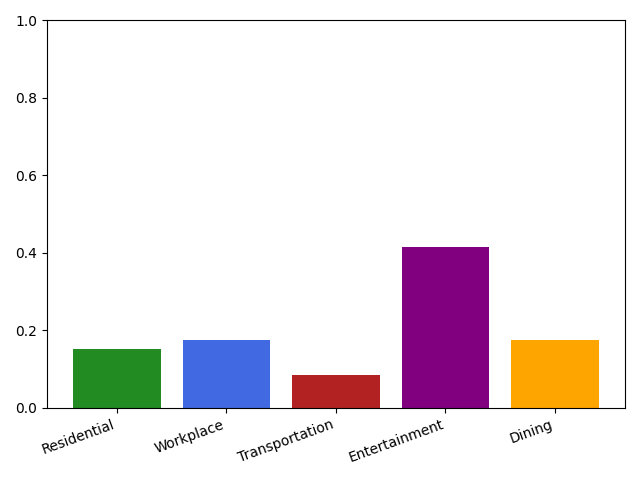 1.0
0.8
0.6
0.4
0.2
0.0
Residential
Workplace
Transportation
Entertainment
Dining